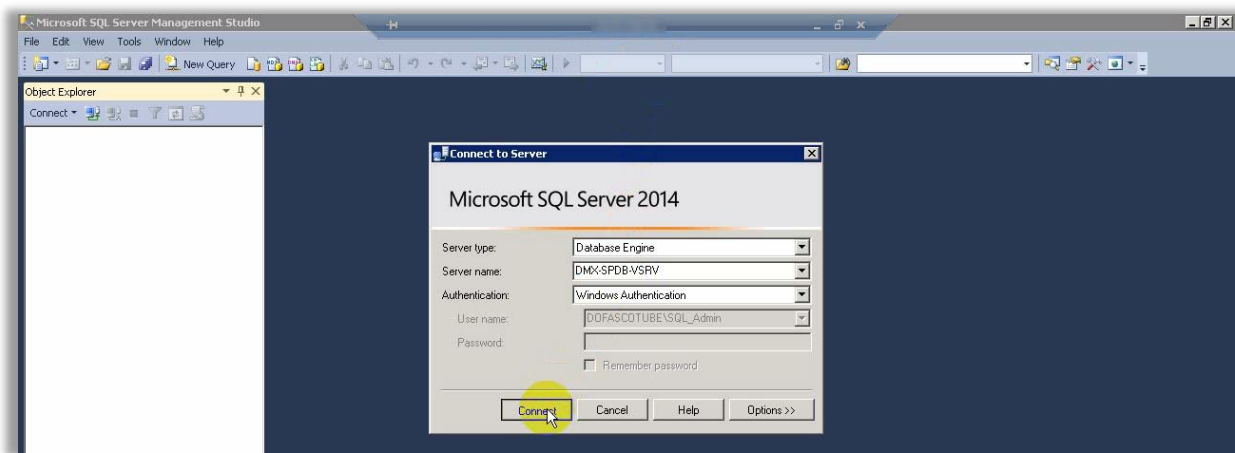 Microsoft SQL Server Management Studio
File Edit View Tools Window Help
New Query
Object Explorer
Connect
Connect to Server
Microsoft SQL Server 2014
Server type: Database Engine
Server name: DMX-SPDB-VSRV
Authentication: Windows Authentication
User name: DOFASCOTUBE\SQL_Admin
Password:
Remember password
Connect Cancel Help Options >>